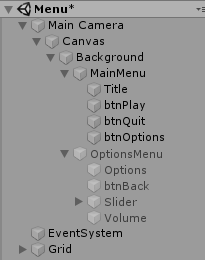 Menu*
Main Camera
Canvas
Background
MainMenu
Title
btnPlay
btnQuit
btnOptions
OptionsMenu
Options
btnBack
Slider
Volume
EventSystem
Grid